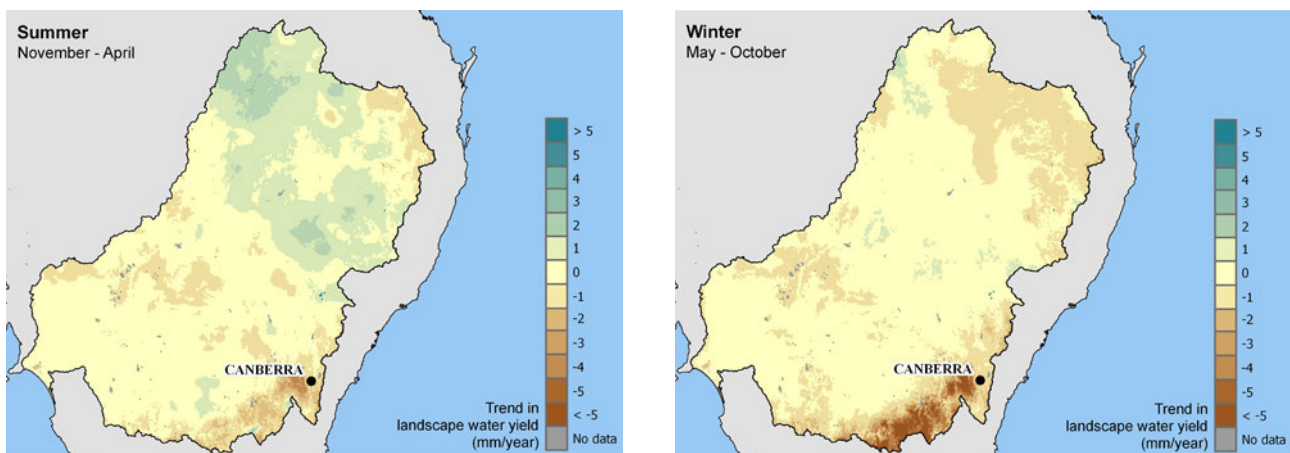 Summer
November - April
CANBERRA
> 5
5
4
3
2
1
0
-1
-2
-3
-4
-5
< -5
No data
Trend in
landscape water yield
(mm/year)
Winter
May - October
CANBERRA
> 5
5
4
3
2
1
0
-1
-2
-3
-4
-5
< -5
No data
Trend in
landscape water yield
(mm/year)